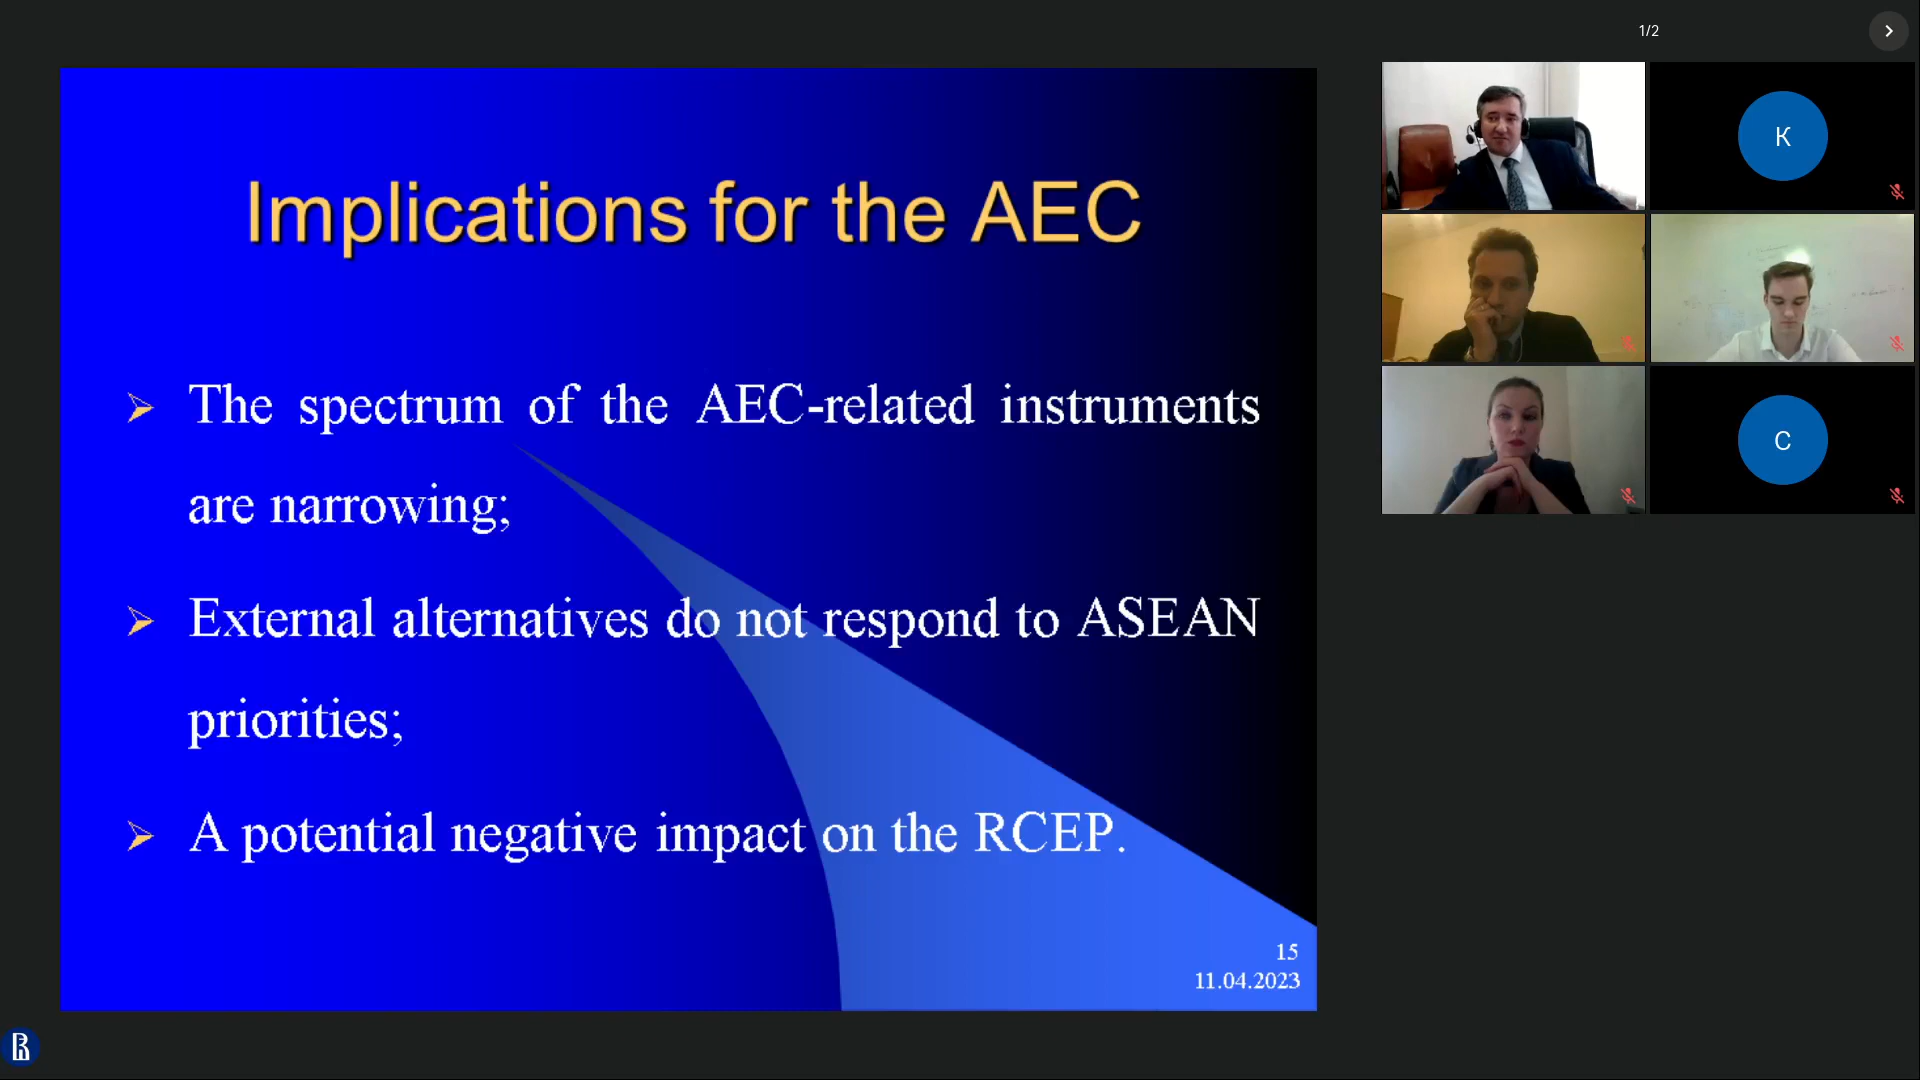 1/2
Implications for the AEC
➢ The spectrum of the AEC-related instruments
are narrowing;
➢ External alternatives do not respond to ASEAN
priorities;
➢ A potential negative impact on the RCEP.
15
11.04.2023
K
C